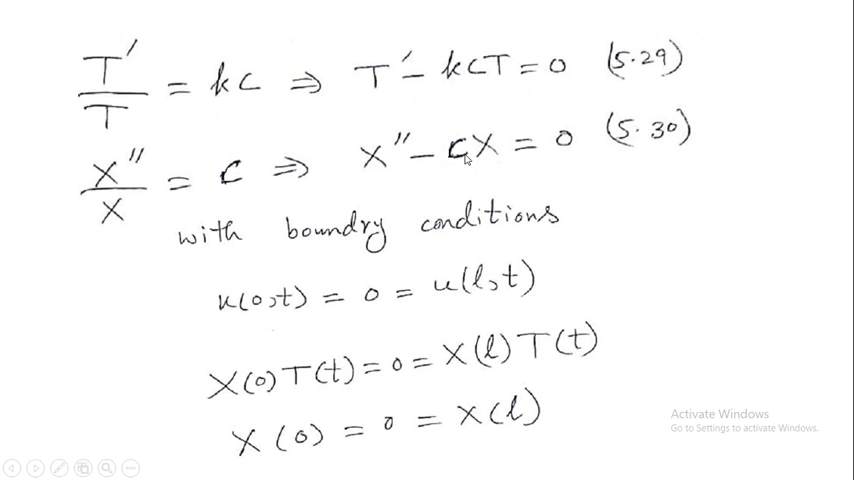 T′/T = kC ⇒ T′ - kCT = 0 (5.29)
X″/X = C ⇒ X″ - CX = 0 (5.30)
with boundry conditions
u(0,t) = 0 = u(l,t)
X(0)T(t) = 0 = X(l)T(t)
X(0) = 0 = X(l)
Activate Windows
Go to Settings to activate Windows.